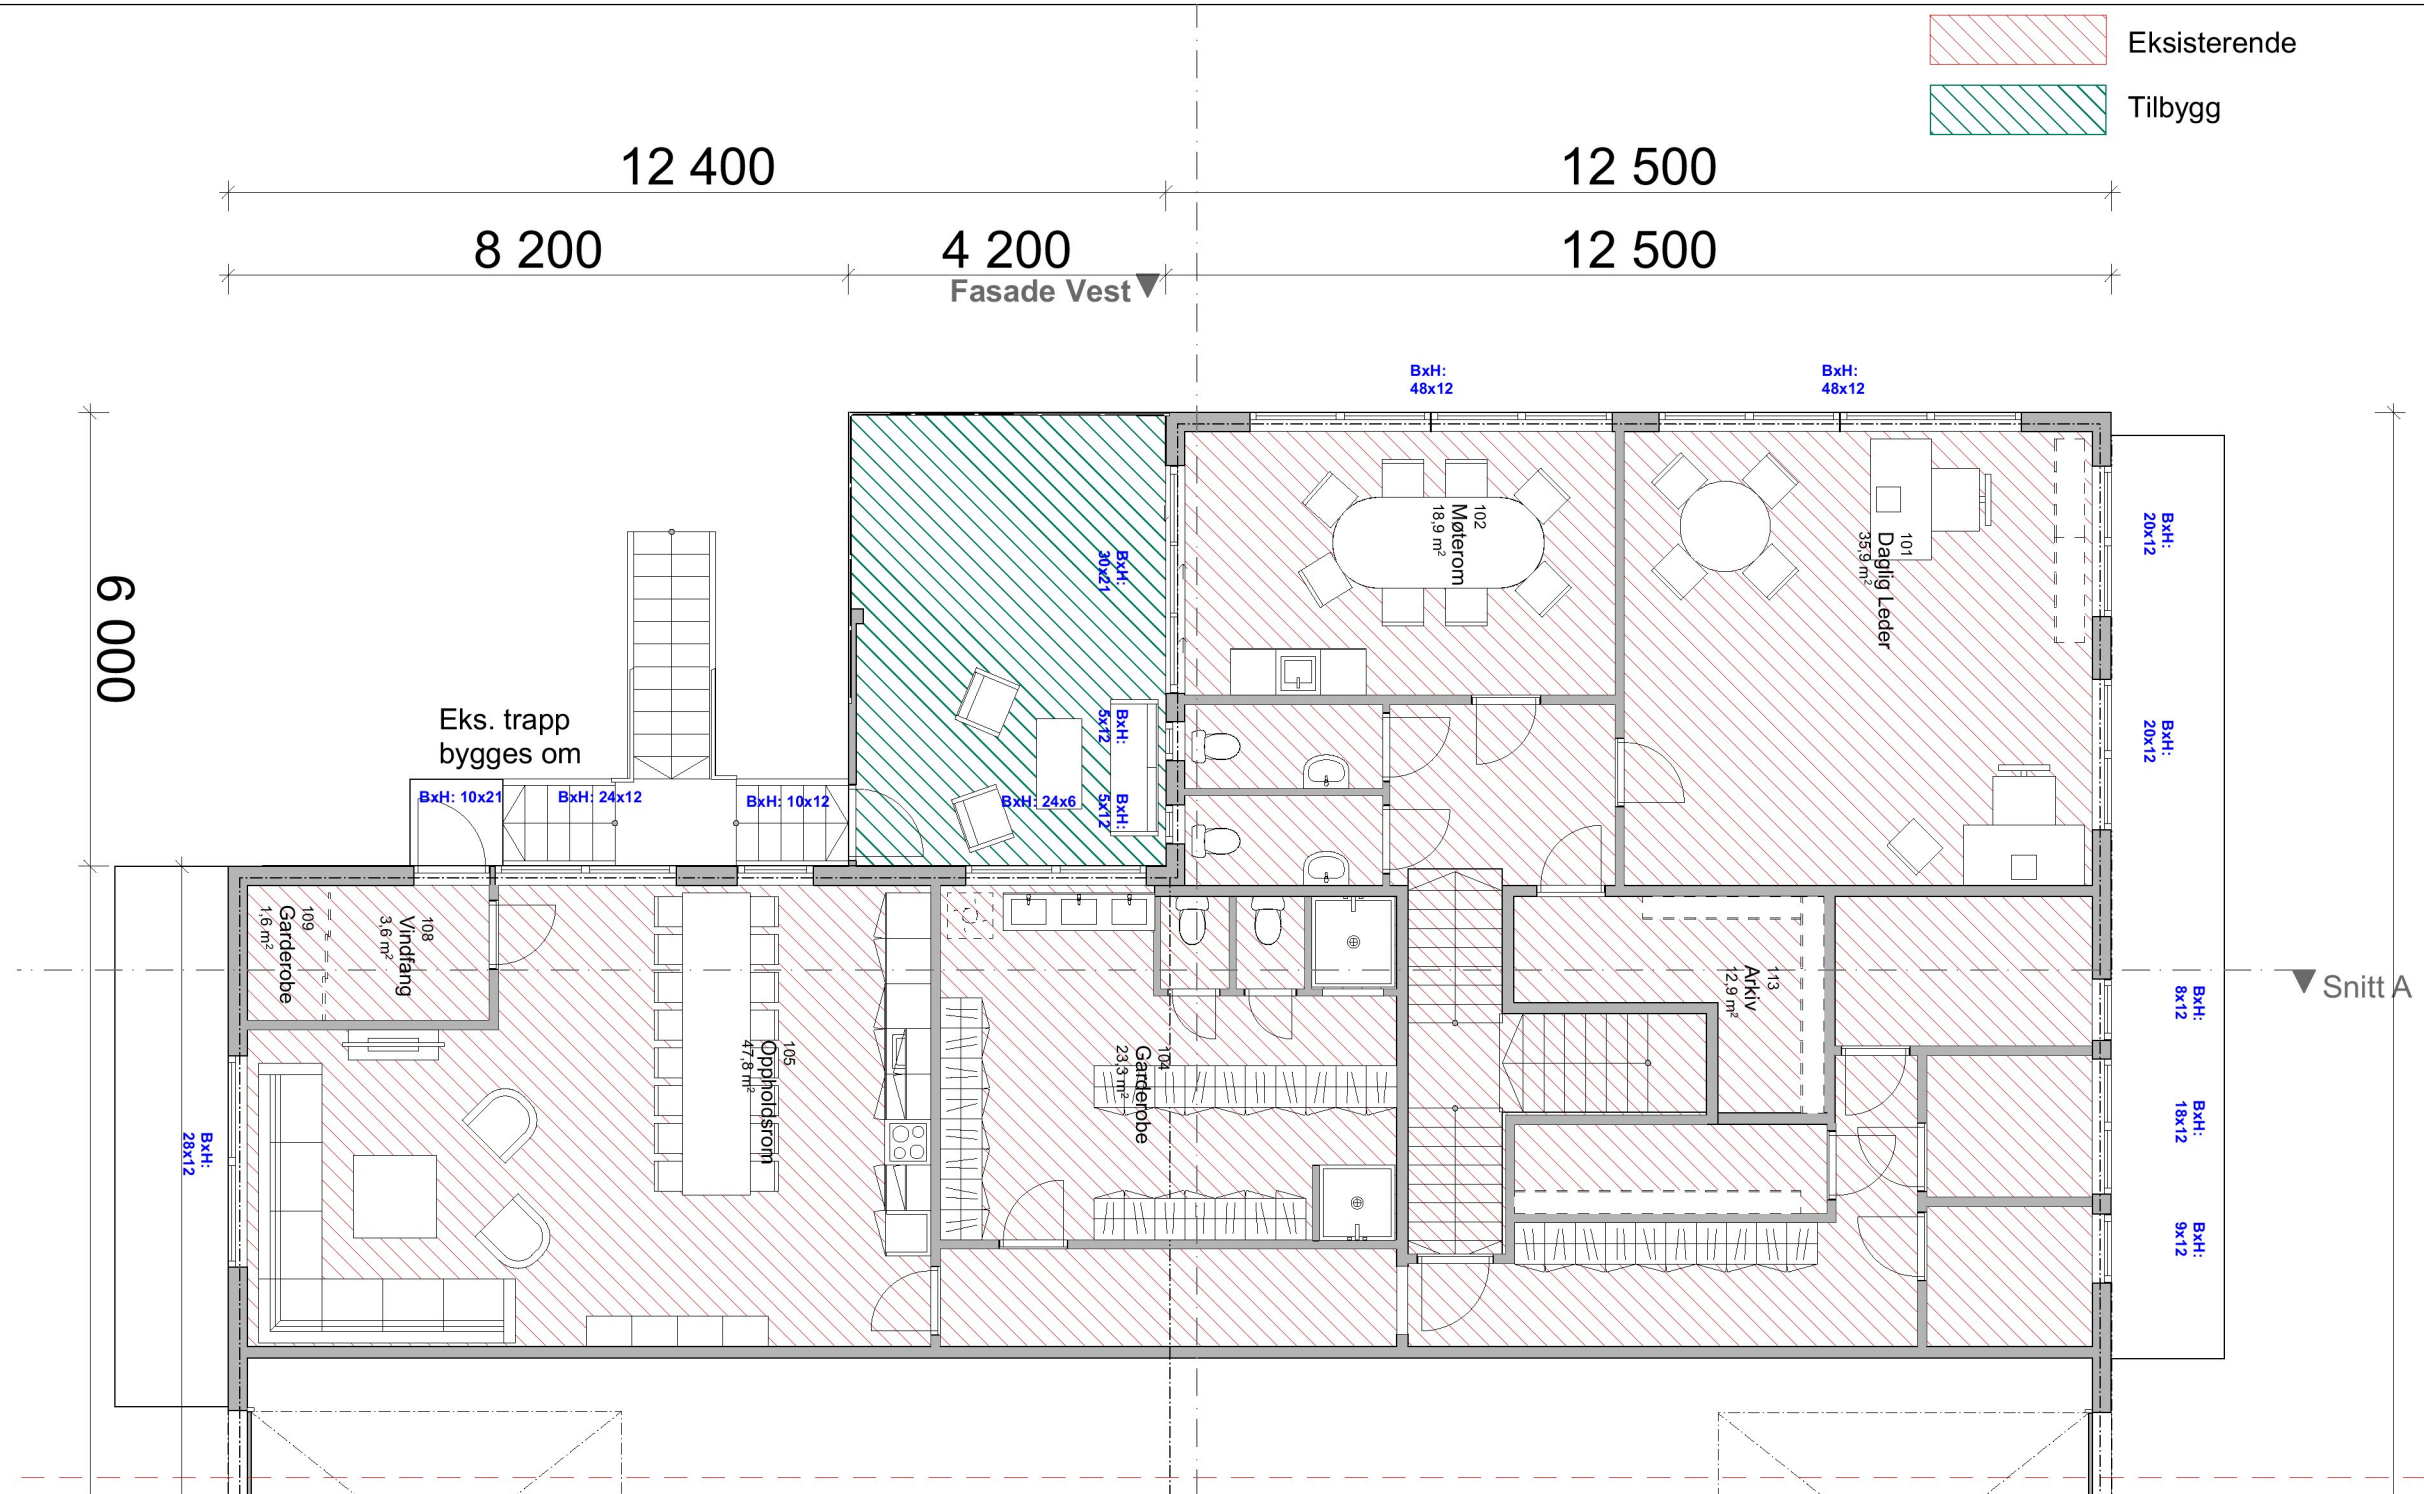 Eksisterende
Tilbygg
12 400
12 500
8 200
4 200
12 500
Fasade Vest
BxH:
48x12
BxH:
48x12
6 000
Eks. trapp
bygges om
BxH: 10x21
BxH: 24x12
BxH: 10x12
BxH: 24x6
BxH:
30x21
BxH:
5x12
BxH:
5x12
102
Møterom
18,9 m²
101
Daglig Leder
35,9 m²
BxH:
20x12
BxH:
20x12
109
Garderobe
1,6 m²
108
Vindfang
3,6 m²
105
Oppholdsrom
47,8 m²
104
Garderobe
23,3 m²
113
Arkiv
12,9 m²
Snitt A
BxH:
8x12
BxH:
18x12
BxH:
9x12
BxH:
28x12